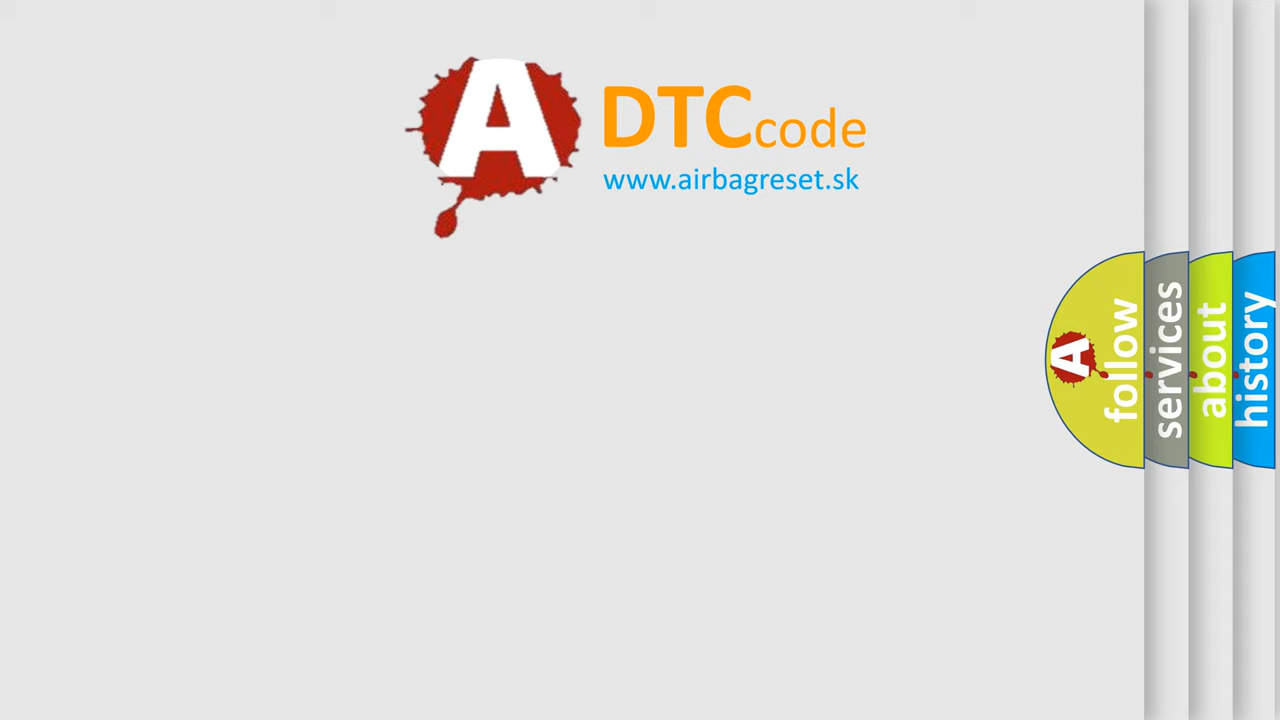 A
DTCcode
www.airbagreset.sk
A
follow
services
about
history